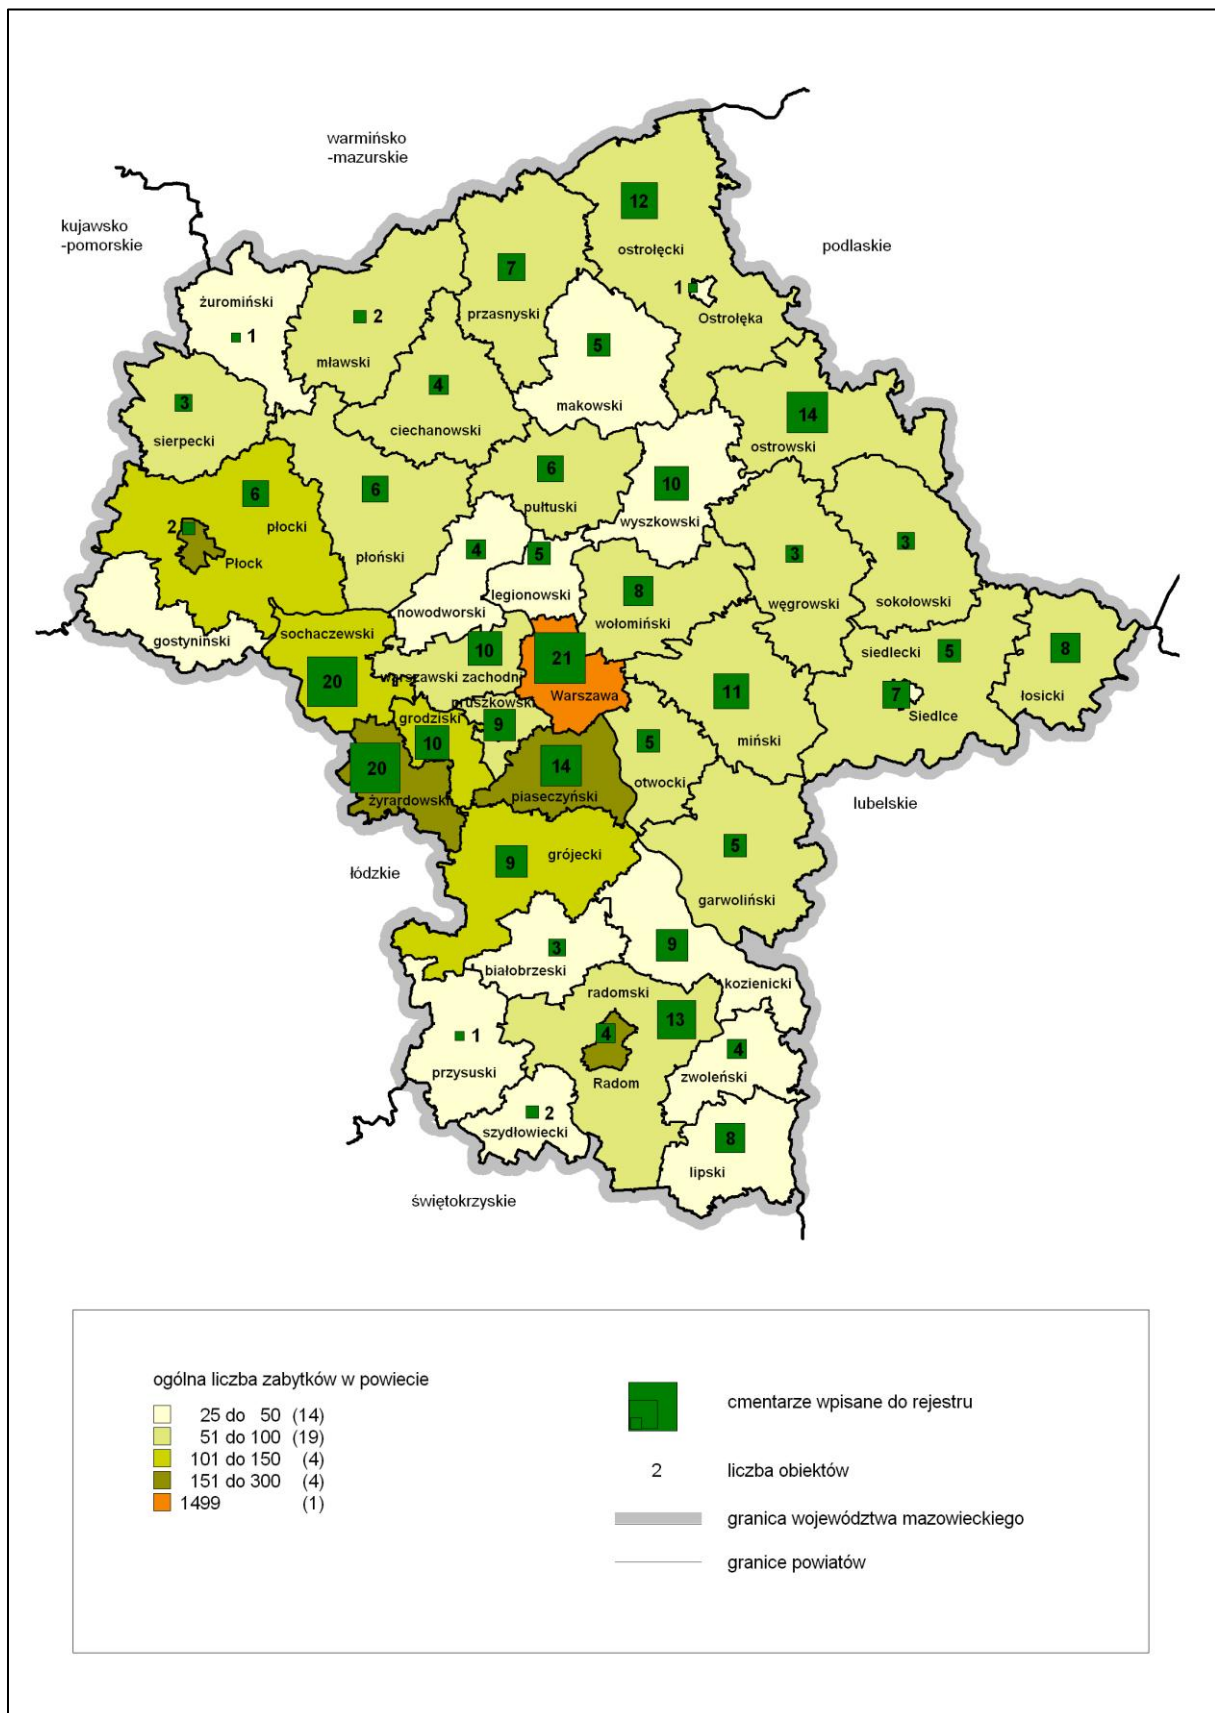 warmińsko
-mazurskie
kujawsko
-pomorskie
podlaskie
12
ostrołęcki
7
przasnyski
1
Ostrołęka
żuromiński
1
2
mławski
5
makowski
4
ciechanowski
3
sierpecki
14
ostrowski
6
płocki
2
Płock
6
płoński
6
pułtuski
10
wyszkowski
3
węgrowski
3
sokołowski
4
nowodworski
5
legionowski
8
wołomiński
gostyniński
sochaczewski
20
10
warszawski zachodn
21
Warszawa
siedlecki
5
7
Siedlce
8
łosicki
11
miński
pruszkowski
9
grodziski
10
20
żyrardowski
14
piaseczyński
5
otwocki
lubelskie
łódzkie
9
grójecki
5
garwoliński
3
białobrzeski
9
kozienicki
radomski
13
4
Radom
1
przysuski
4
zwoleński
2
szydłowiecki
8
lipski
świętokrzyskie
ogólna liczba zabytków w powiecie
25 do 50 (14)
51 do 100 (19)
101 do 150 (4)
151 do 300 (4)
1499 (1)
cmentarze wpisane do rejestru
2 liczba obiektów
granica województwa mazowieckiego
granice powiatów